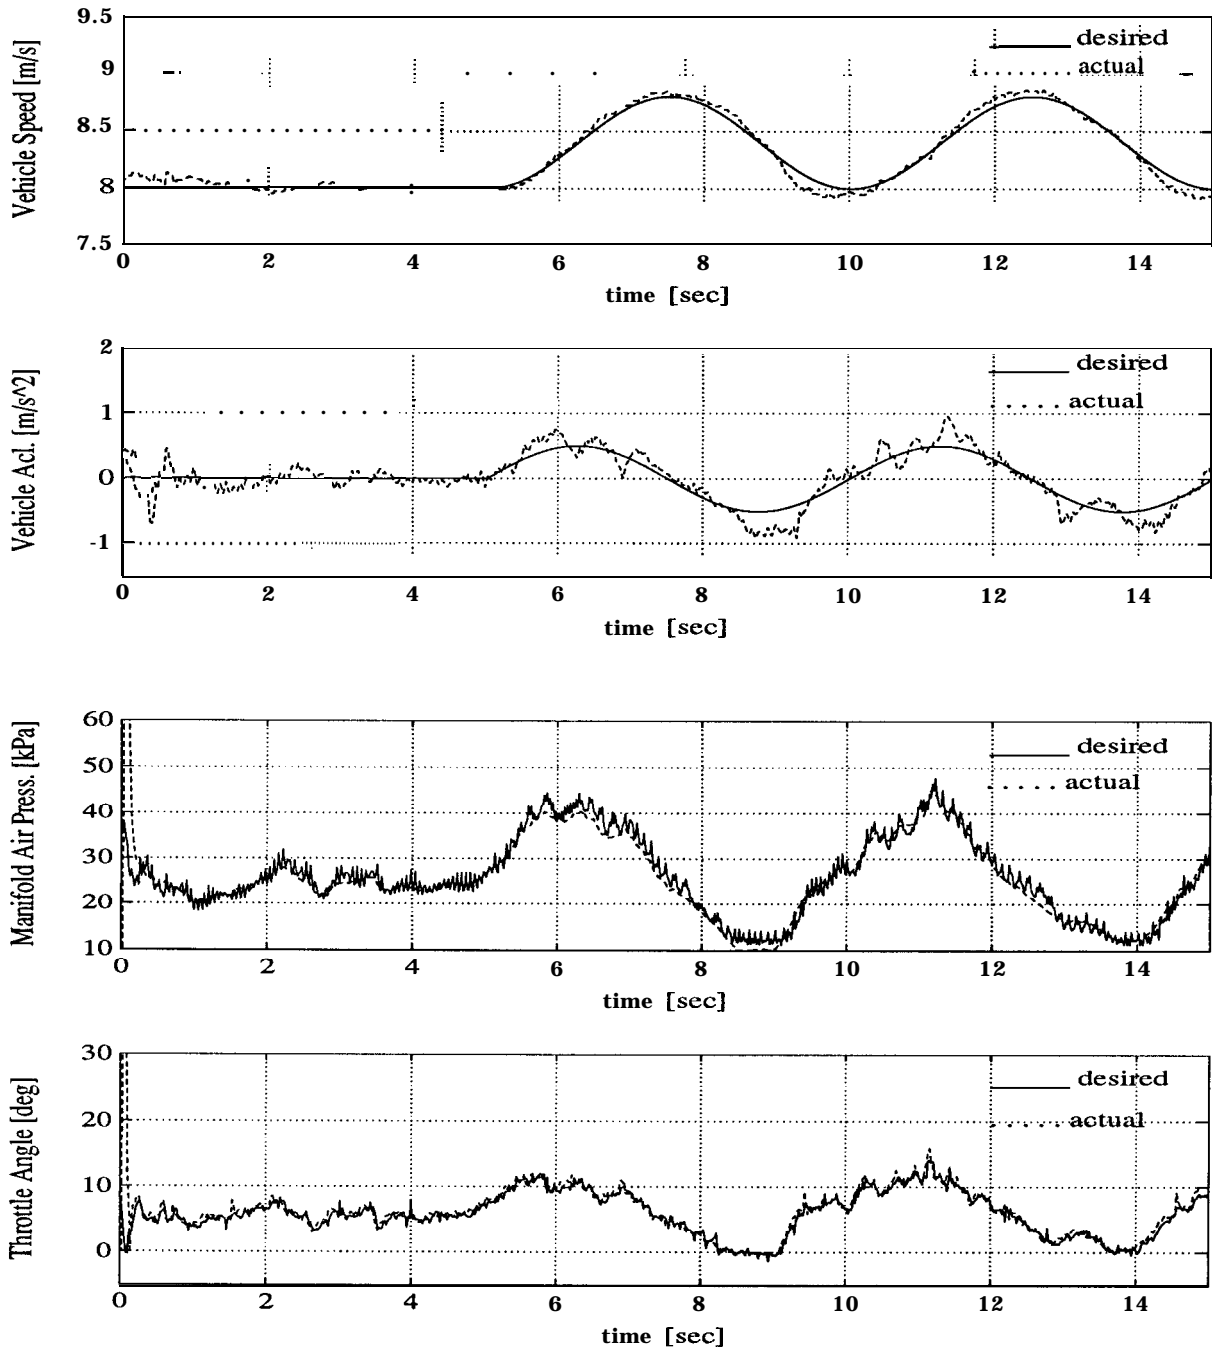 Vehicle Speed [m/s]
9.5
9
8.5
8
7.5
desired
actual
0 2 4 6 8 10 12 14
time [sec]
Vehicle Acl. [m/s^2]
2
1
0
-1
desired
actual
0 2 4 6 8 10 12 14
time [sec]
Manifold Air Press. [kPa]
60
50
40
30
20
10
desired
actual
0 2 4 6 8 10 12 14
time [sec]
Throttle Angle [deg]
30
20
10
0
desired
actual
0 2 4 6 8 10 12 14
time [sec]